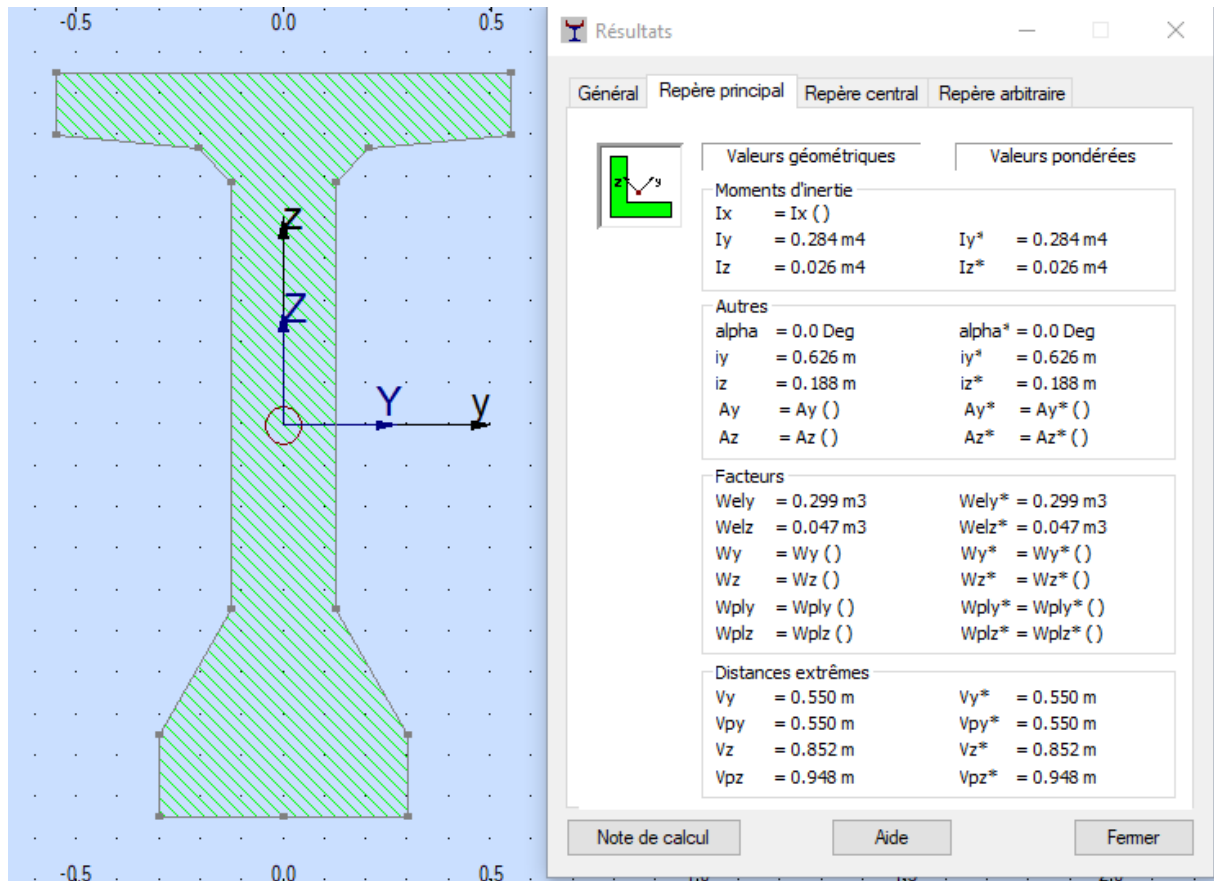 -0.5 0.0 0.5
z
Z
Y y
-0.5 0.0 0.5
Résultats
Général Repère principal Repère central Repère arbitraire
z y
Valeurs géométriques Valeurs pondérées
Moments d'inertie
Ix = Ix ()
Iy = 0.284 m4 Iy* = 0.284 m4
Iz = 0.026 m4 Iz* = 0.026 m4
Autres
alpha = 0.0 Deg alpha* = 0.0 Deg
iy = 0.626 m iy* = 0.626 m
iz = 0.188 m iz* = 0.188 m
Ay = Ay () Ay* = Ay* ()
Az = Az () Az* = Az* ()
Facteurs
Wely = 0.299 m3 Wely* = 0.299 m3
Welz = 0.047 m3 Welz* = 0.047 m3
Wy = Wy () Wy* = Wy* ()
Wz = Wz () Wz* = Wz* ()
Wply = Wply () Wply* = Wply* ()
Wplz = Wplz () Wplz* = Wplz* ()
Distances extrêmes
Vy = 0.550 m Vy* = 0.550 m
Vpy = 0.550 m Vpy* = 0.550 m
Vz = 0.852 m Vz* = 0.852 m
Vpz = 0.948 m Vpz* = 0.948 m
Note de calcul Aide Fermer